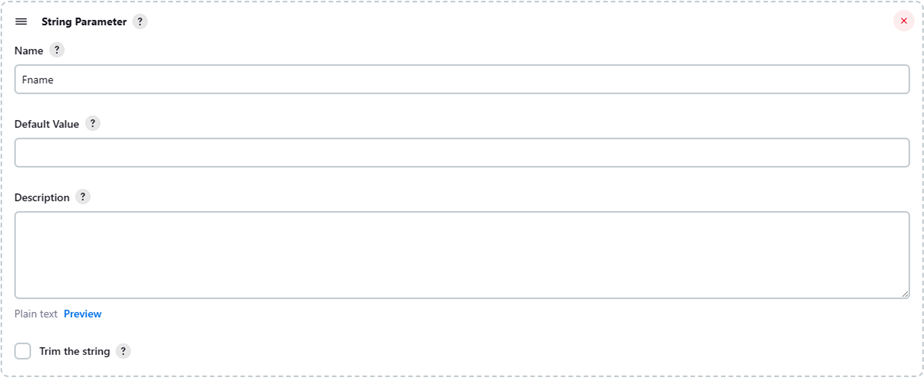 String Parameter ?
Name ?
Fname
Default Value ?
Description ?
Plain text Preview
Trim the string ?